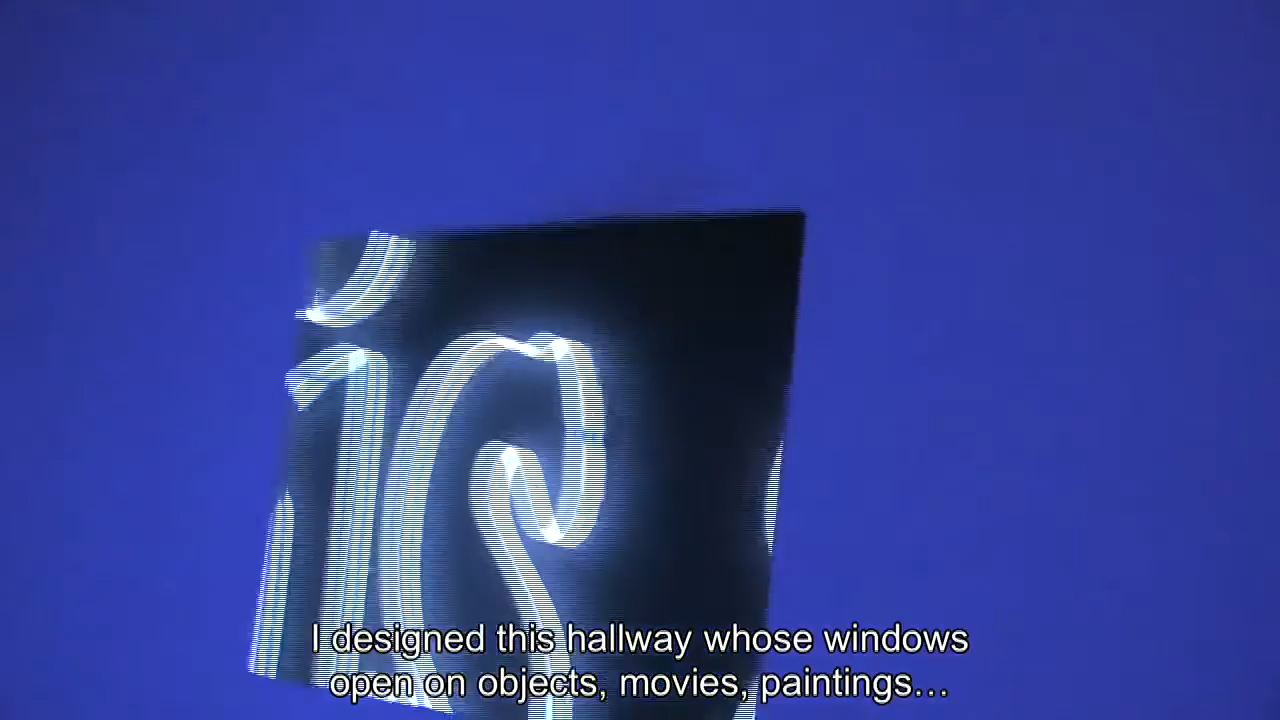 I designed this hallway whose windows
open on objects, movies, paintings…